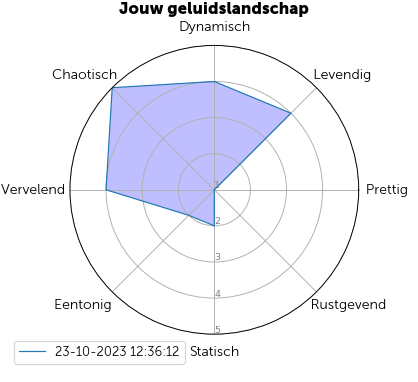 Jouw geluidslandschap
Dynamisch
Chaotisch
Levendig
Vervelend
1
Prettig
2
3
Eentonig
4
Rustgevend
5
23-10-2023 12:36:12
Statisch